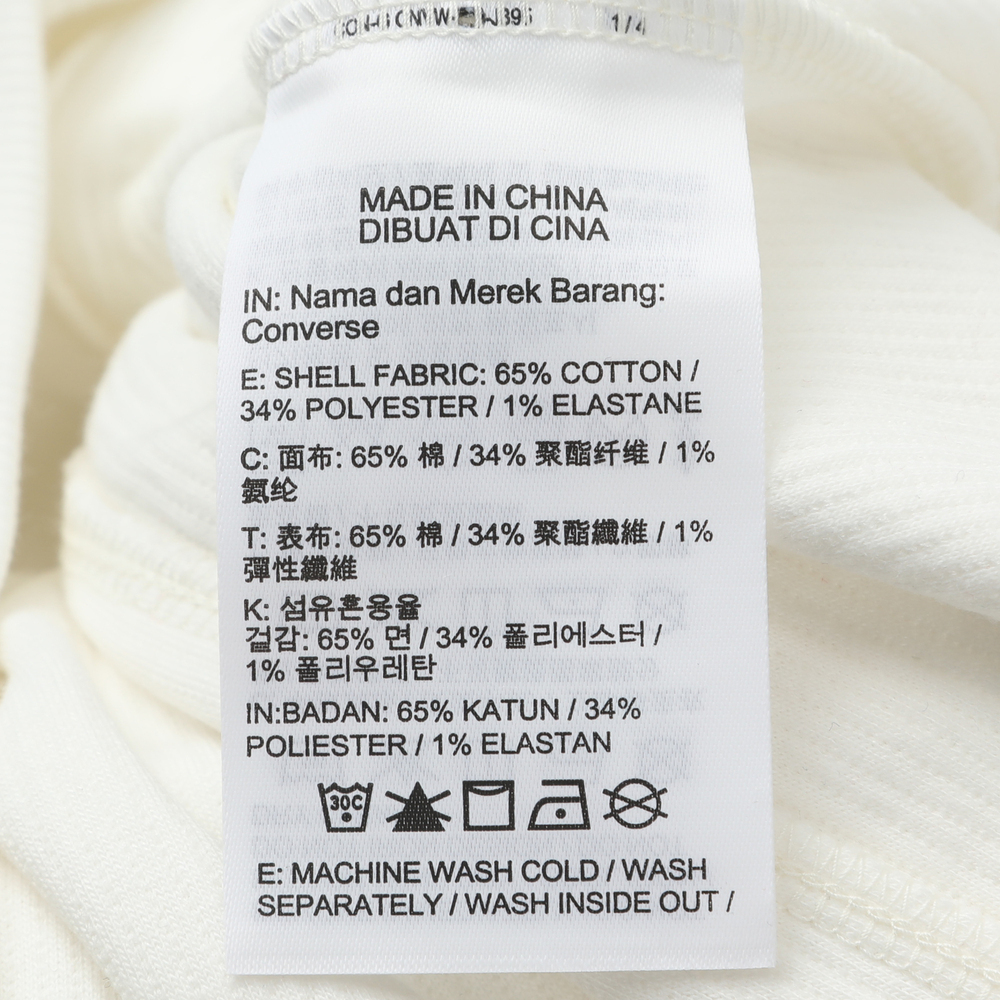 1/4
MADE IN CHINA
DIBUAT DI CINA
IN: Nama dan Merek Barang:
Converse
E: SHELL FABRIC: 65% COTTON /
34% POLYESTER / 1% ELASTANE
C: 面布: 65% 棉 / 34% 聚酯纤维 / 1%
氨纶
T: 表布: 65% 棉 / 34% 聚酯纖維 / 1%
彈性纖維
K: 섬유혼용율
겉감: 65% 면 / 34% 폴리에스터 /
1% 폴리우레탄
IN:BADAN: 65% KATUN / 34%
POLIESTER / 1% ELASTAN
30C
E: MACHINE WASH COLD / WASH
SEPARATELY / WASH INSIDE OUT /